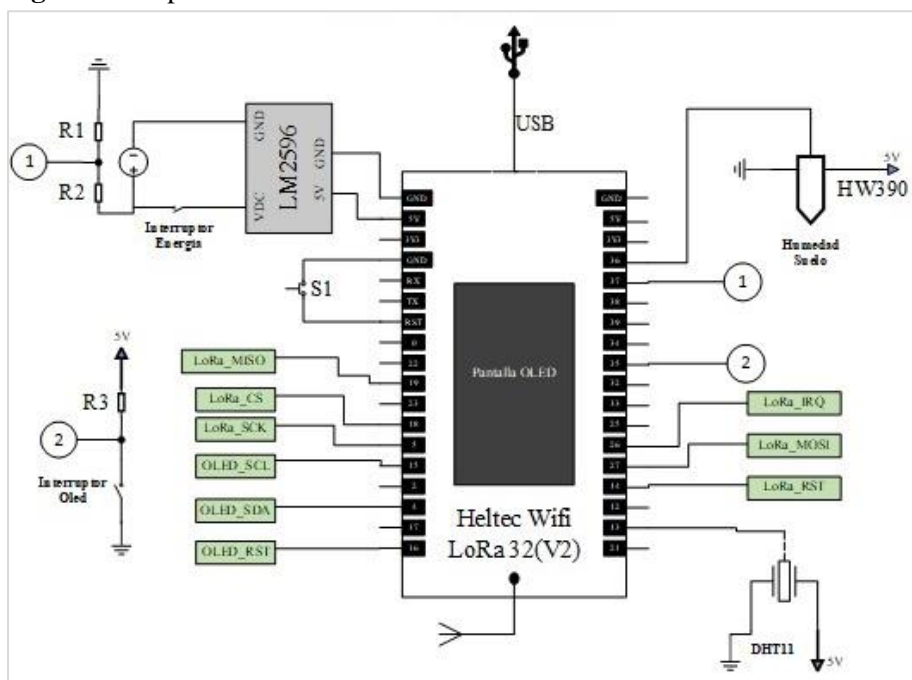 USB
R1
1
R2
GND
VDC
LM2596
GND
5V
Interruptor
Energia
S1
5V
R3
2
Interruptor
Oled
LoRa_MISO
LoRa_CS
LoRa_SCK
OLED_SCL
OLED_SDA
OLED_RST
GND
5V
3V3
GND
RX
TX
RST
0
22
19
23
18
5
15
2
4
17
16
Pantalla OLED
Heltec Wifi
LoRa 32(V2)
GND
5V
3V3
36
37
38
39
34
35
32
33
25
26
27
14
12
13
21
5V
HW390
Humedad
Suelo
1
2
LoRa_IRQ
LoRa_MOSI
LoRa_RST
DHT11
5V